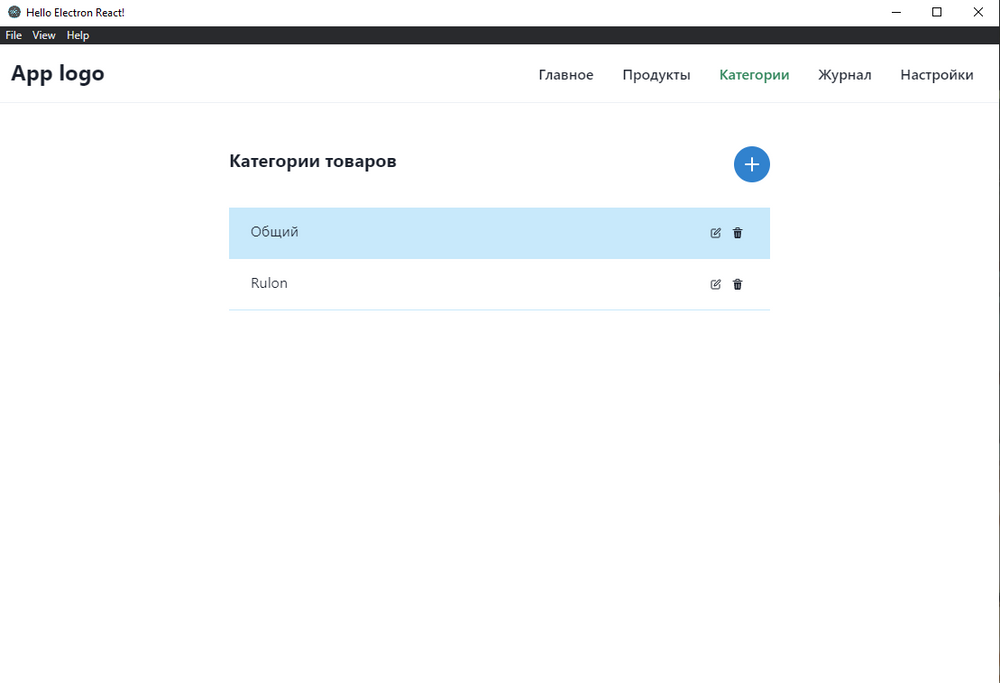 Hello Electron React!
File View Help
App logo Главное Продукты Категории Журнал Настройки
Категории товаров
Общий
Rulon